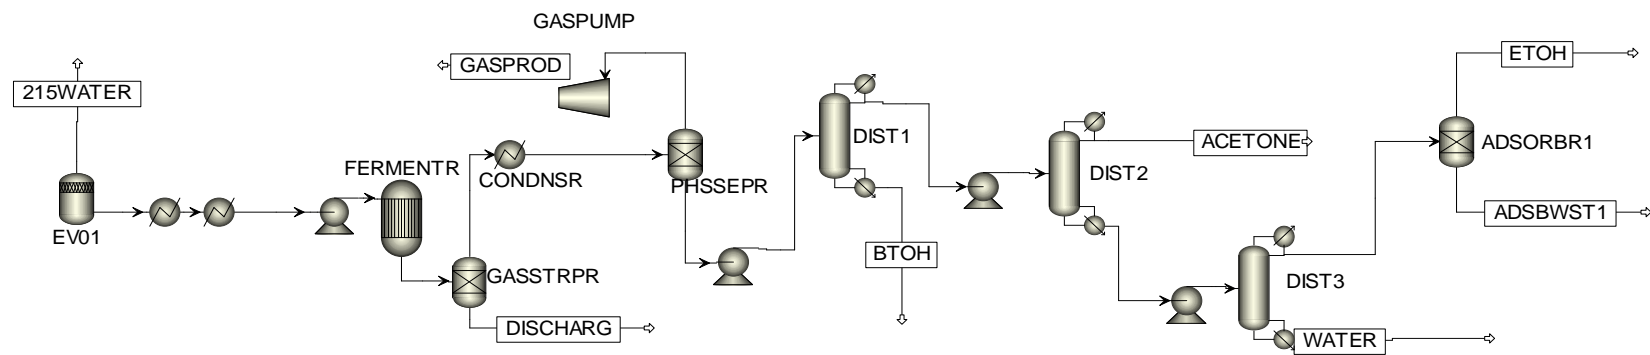 GASPUMP
GASPROD
215WATER
ETOH
DIST1
ACETONE
ADSORBR1
FERMENTR
CONDNSR
DIST2
PHSSEPR
ADSBWST1
EV01
BTOH
GASSTRPR
DIST3
DISCHARG
WATER